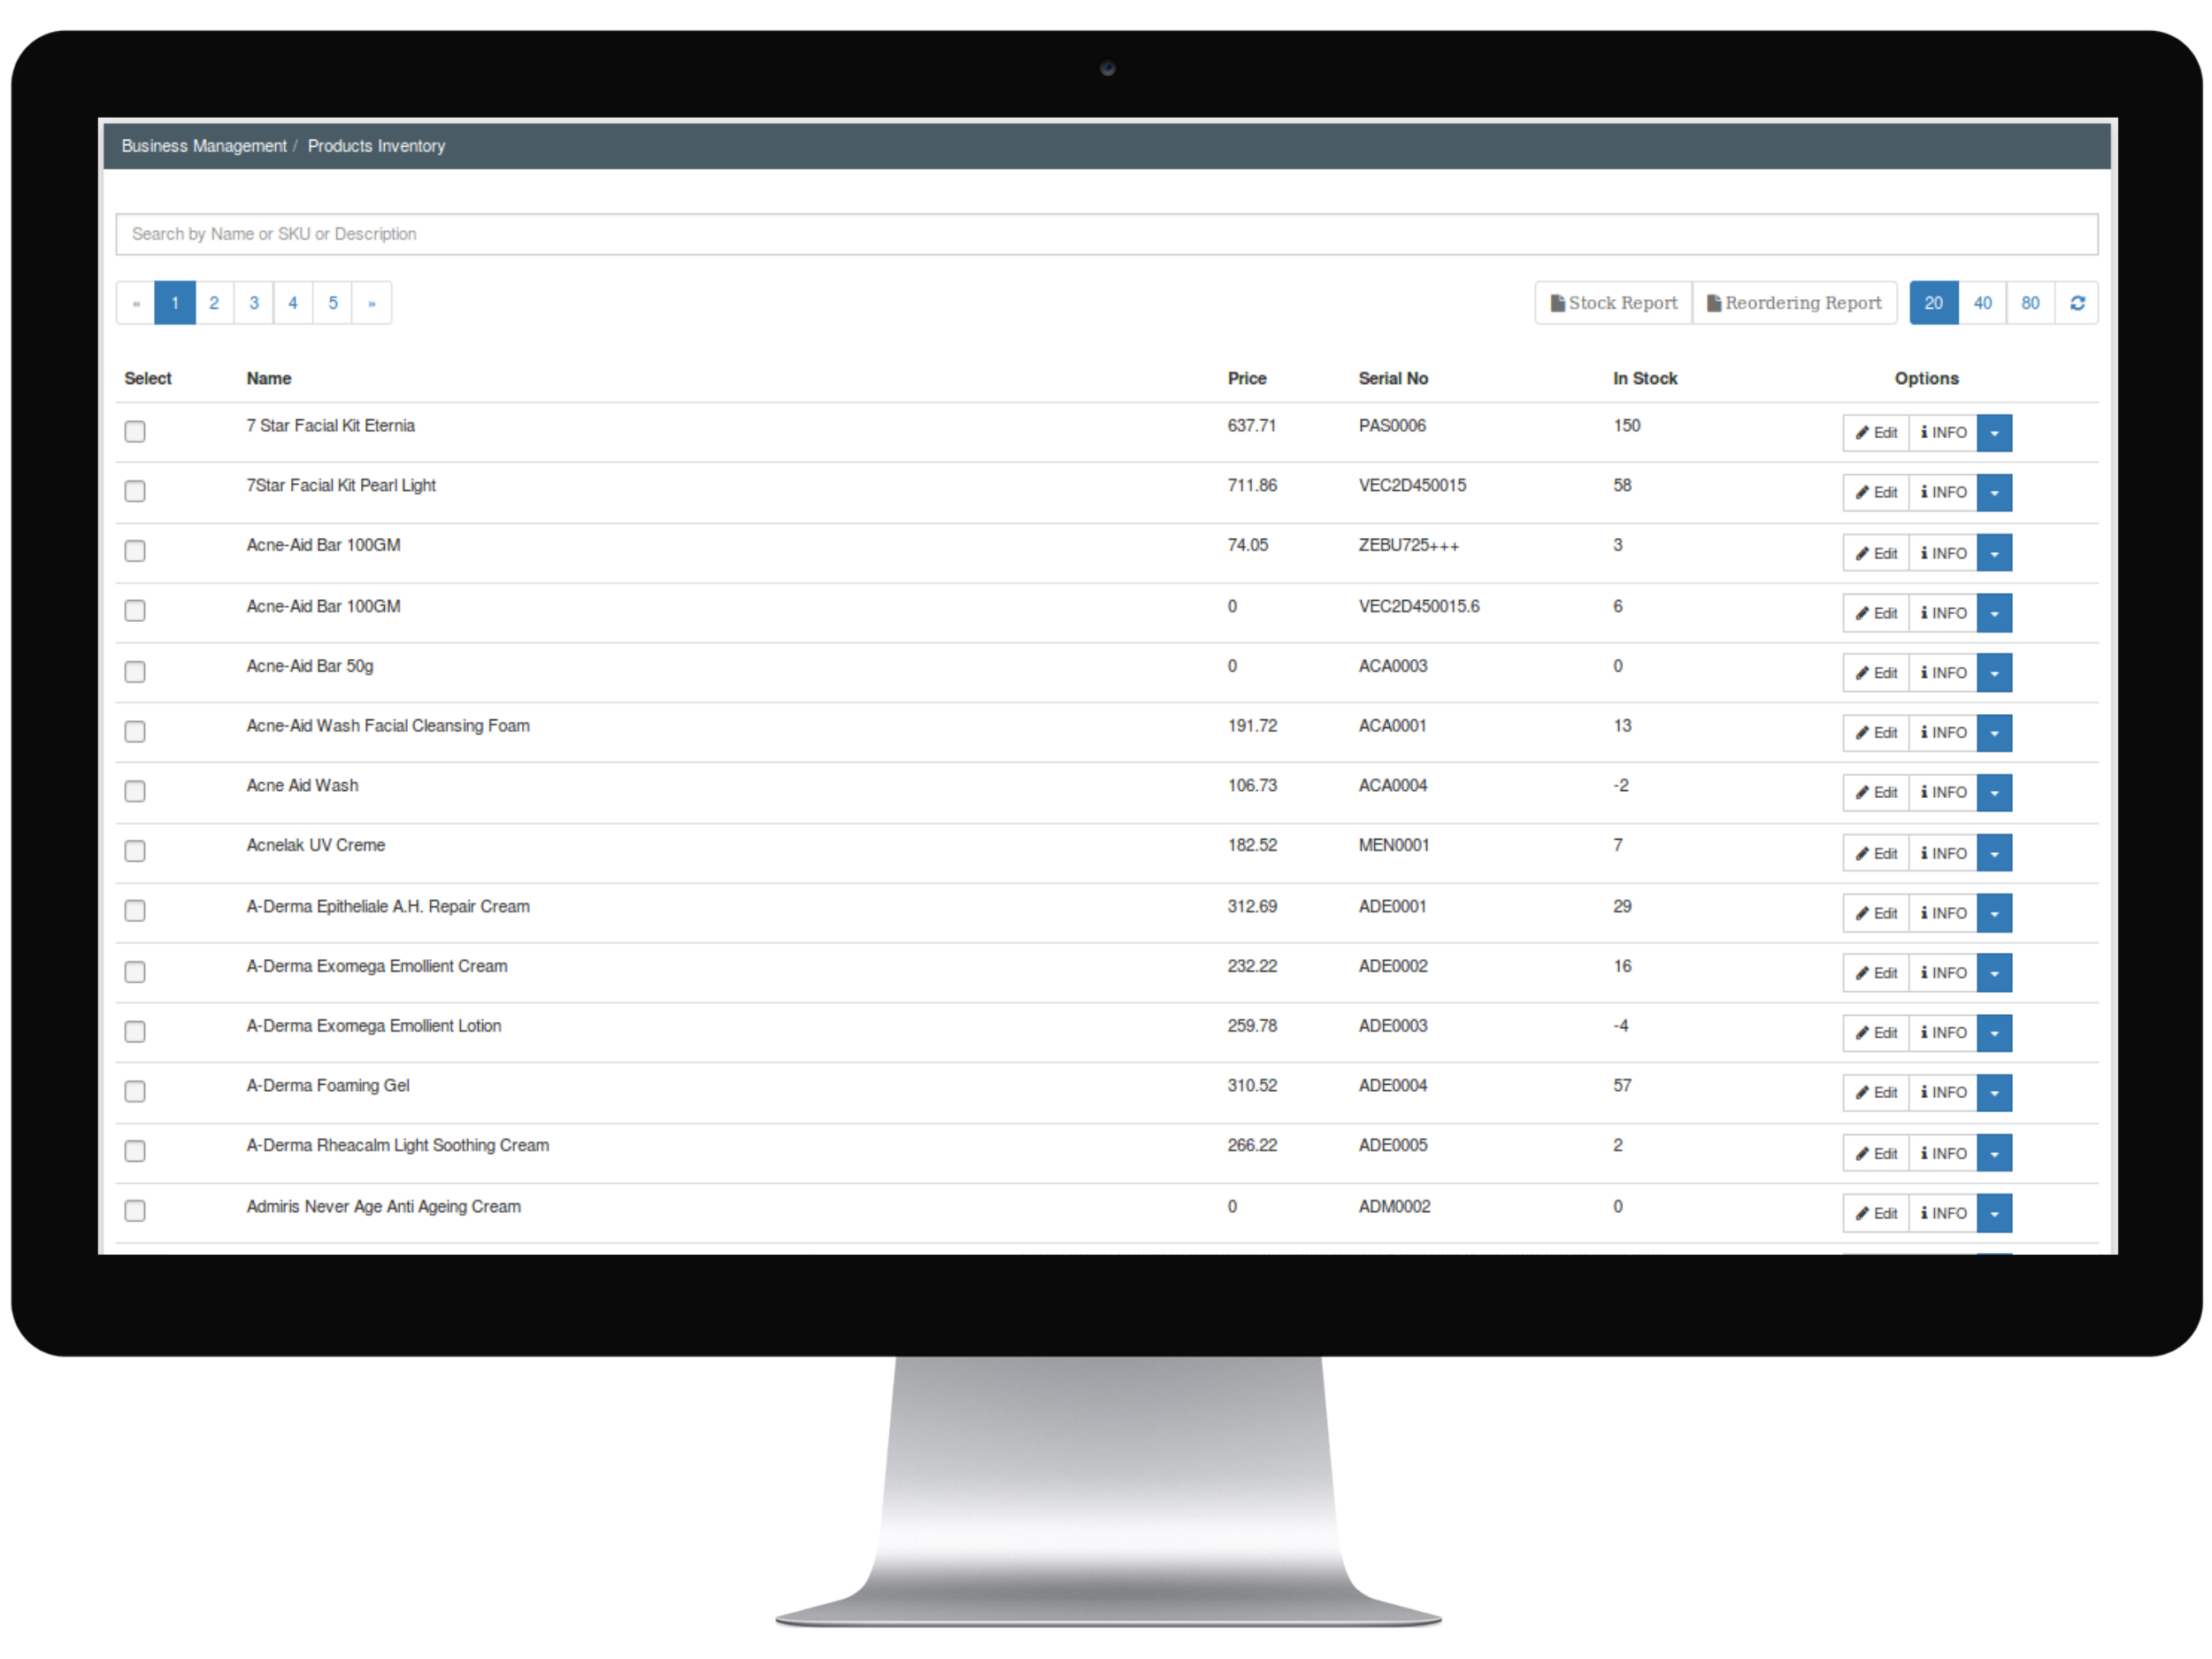 Business Management / Products Inventory
Search by Name or SKU or Description
« 1 2 3 4 5 » Stock Report Reordering Report 20 40 80
Select Name Price Serial No In Stock Options
7 Star Facial Kit Eternia 637.71 PAS0006 150 Edit INFO
7Star Facial Kit Pearl Light 711.86 VEC2D450015 58 Edit INFO
Acne-Aid Bar 100GM 74.05 ZEBU725+++ 3 Edit INFO
Acne-Aid Bar 100GM 0 VEC2D450015.6 6 Edit INFO
Acne-Aid Bar 50g 0 ACA0003 0 Edit INFO
Acne-Aid Wash Facial Cleansing Foam 191.72 ACA0001 13 Edit INFO
Acne Aid Wash 106.73 ACA0004 -2 Edit INFO
Acnelak UV Creme 182.52 MEN0001 7 Edit INFO
A-Derma Epitheliale A.H. Repair Cream 312.69 ADE0001 29 Edit INFO
A-Derma Exomega Emollient Cream 232.22 ADE0002 16 Edit INFO
A-Derma Exomega Emollient Lotion 259.78 ADE0003 -4 Edit INFO
A-Derma Foaming Gel 310.52 ADE0004 57 Edit INFO
A-Derma Rheacalm Light Soothing Cream 266.22 ADE0005 2 Edit INFO
Admiris Never Age Anti Ageing Cream 0 ADM0002 0 Edit INFO